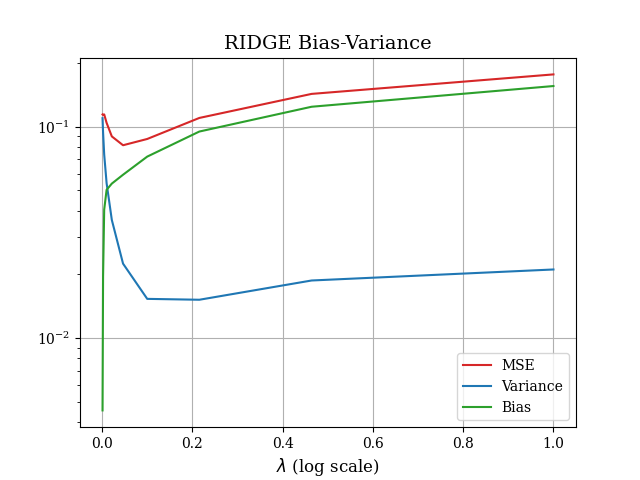 RIDGE Bias-Variance
10⁻¹
10⁻²
MSE
Variance
Bias
0.0 0.2 0.4 0.6 0.8 1.0
λ (log scale)